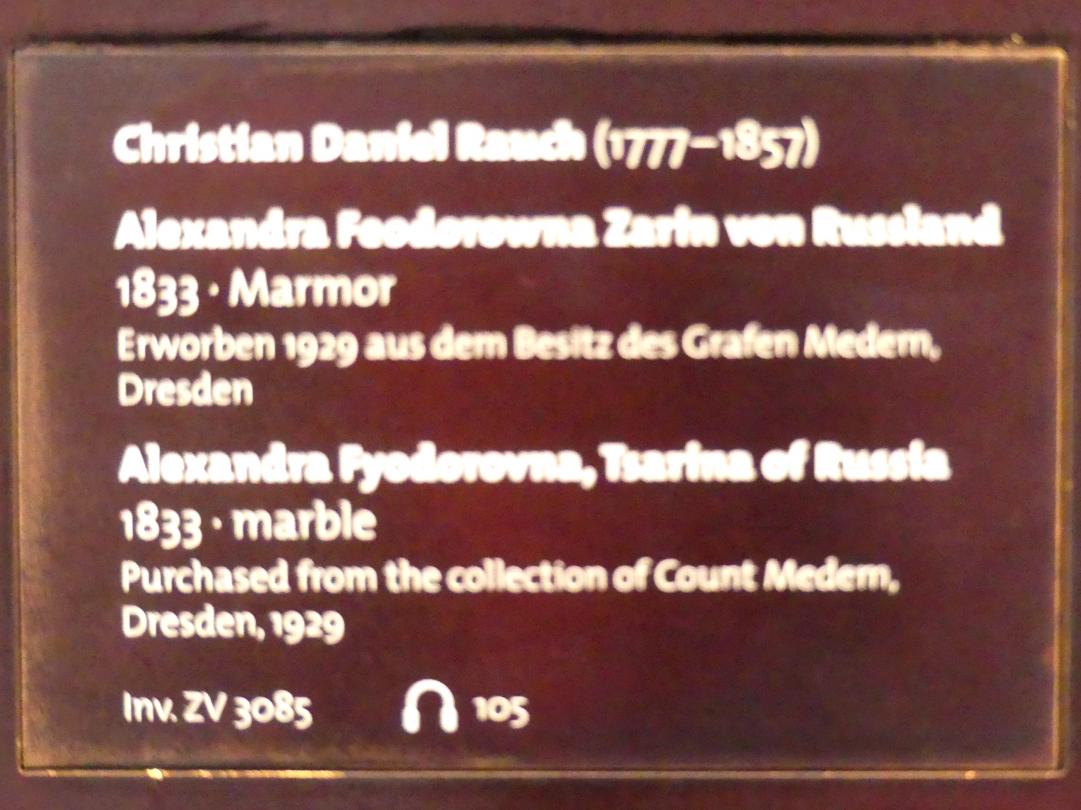 Christian Daniel Rauch (1777–1857)
Alexandra Feodorowna Zarin von Russland
1833 · Marmor
Erworben 1929 aus dem Besitz des Grafen Medem,
Dresden
Alexandra Fyodorovna, Tsarina of Russia
1833 · marble
Purchased from the collection of Count Medem,
Dresden, 1929
Inv. ZV 3085 105